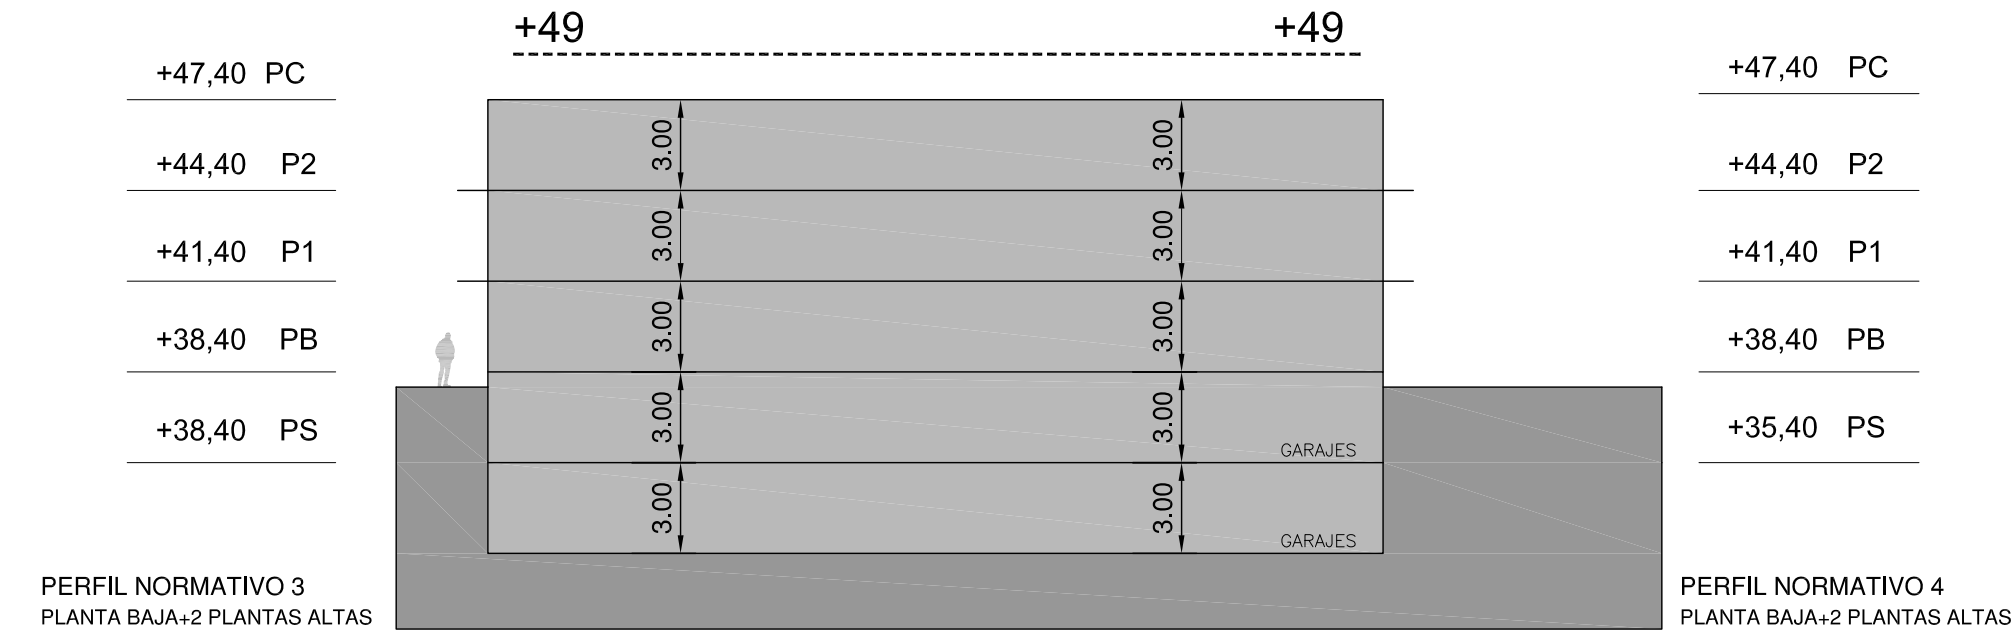 +49 +49
+47,40 PC
+47,40 PC
3.00 3.00
+44,40 P2
+44,40 P2
3.00 3.00
+41,40 P1
+41,40 P1
3.00 3.00
+38,40 PB
+38,40 PB
3.00 3.00
+38,40 PS
+35,40 PS
GARAJES
3.00 3.00
GARAJES
PERFIL NORMATIVO 3
PLANTA BAJA+2 PLANTAS ALTAS
PERFIL NORMATIVO 4
PLANTA BAJA+2 PLANTAS ALTAS